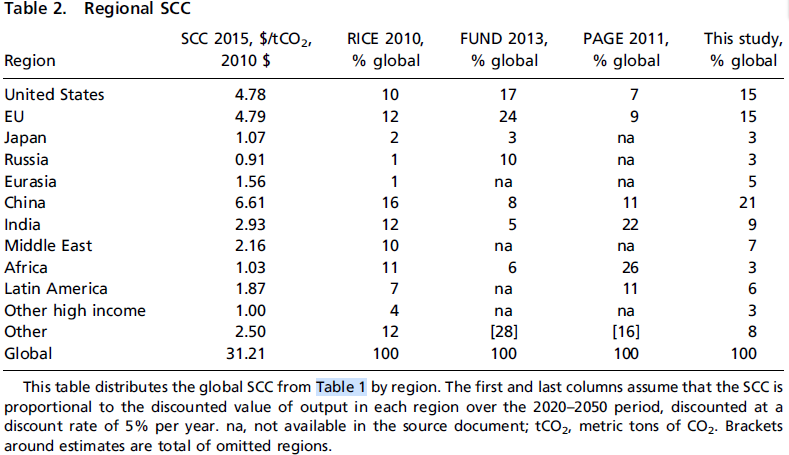 Table 2. Regional SCC
SCC 2015, $/tCO2, RICE 2010, FUND 2013, PAGE 2011, This study,
Region 2010 $ % global % global % global % global
United States 4.78 10 17 7 15
EU 4.79 12 24 9 15
Japan 1.07 2 3 na 3
Russia 0.91 1 10 na 3
Eurasia 1.56 1 na na 5
China 6.61 16 8 11 21
India 2.93 12 5 22 9
Middle East 2.16 10 na na 7
Africa 1.03 11 6 26 3
Latin America 1.87 7 na 11 6
Other high income 1.00 4 na na 3
Other 2.50 12 [28] [16] 8
Global 31.21 100 100 100 100
This table distributes the global SCC from Table 1 by region. The first and last columns assume that the SCC is
proportional to the discounted value of output in each region over the 2020–2050 period, discounted at a
discount rate of 5% per year. na, not available in the source document; tCO2, metric tons of CO2. Brackets
around estimates are total of omitted regions.